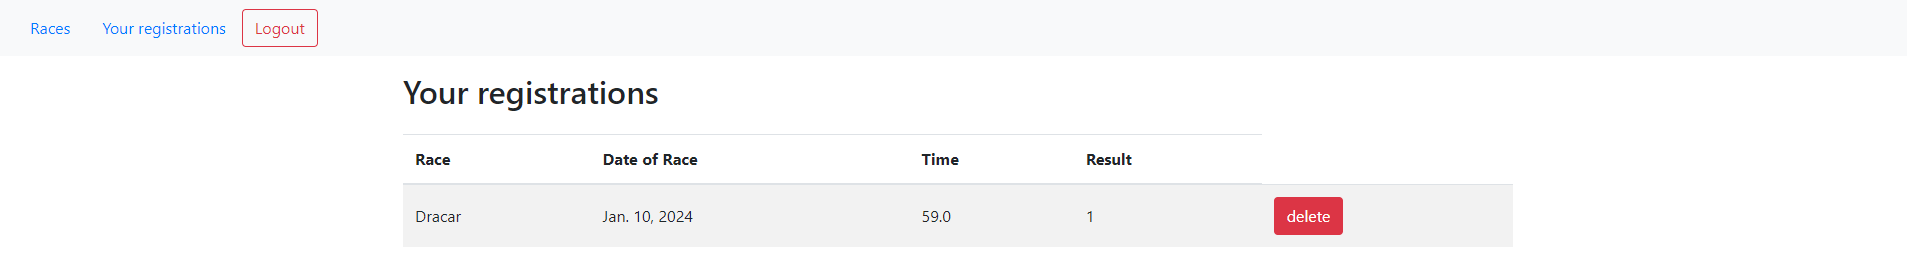 Races Your registrations Logout
Your registrations
Race Date of Race Time Result
Dracar Jan. 10, 2024 59.0 1 delete